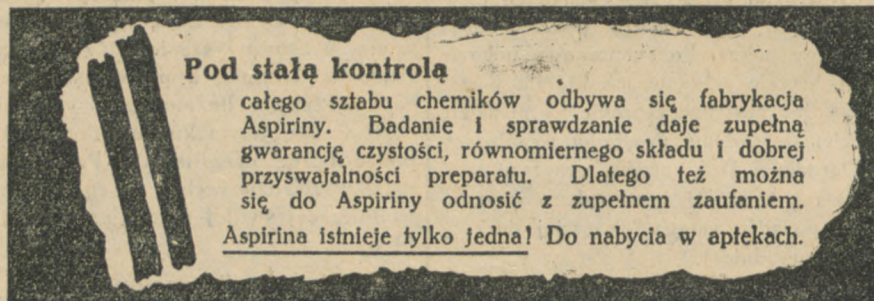 Pod stałą kontrolą
całego sztabu chemików odbywa się fabrykacja
Aspiriny. Badanie i sprawdzanie daje zupełną
gwarancję czystości, równomiernego składu i dobrej
przyswajalności preparatu. Dlatego też można
się do Aspiriny odnosić z zupełnem zaufaniem.
Aspirina istnieje tylko jedna! Do nabycia w aptekach.